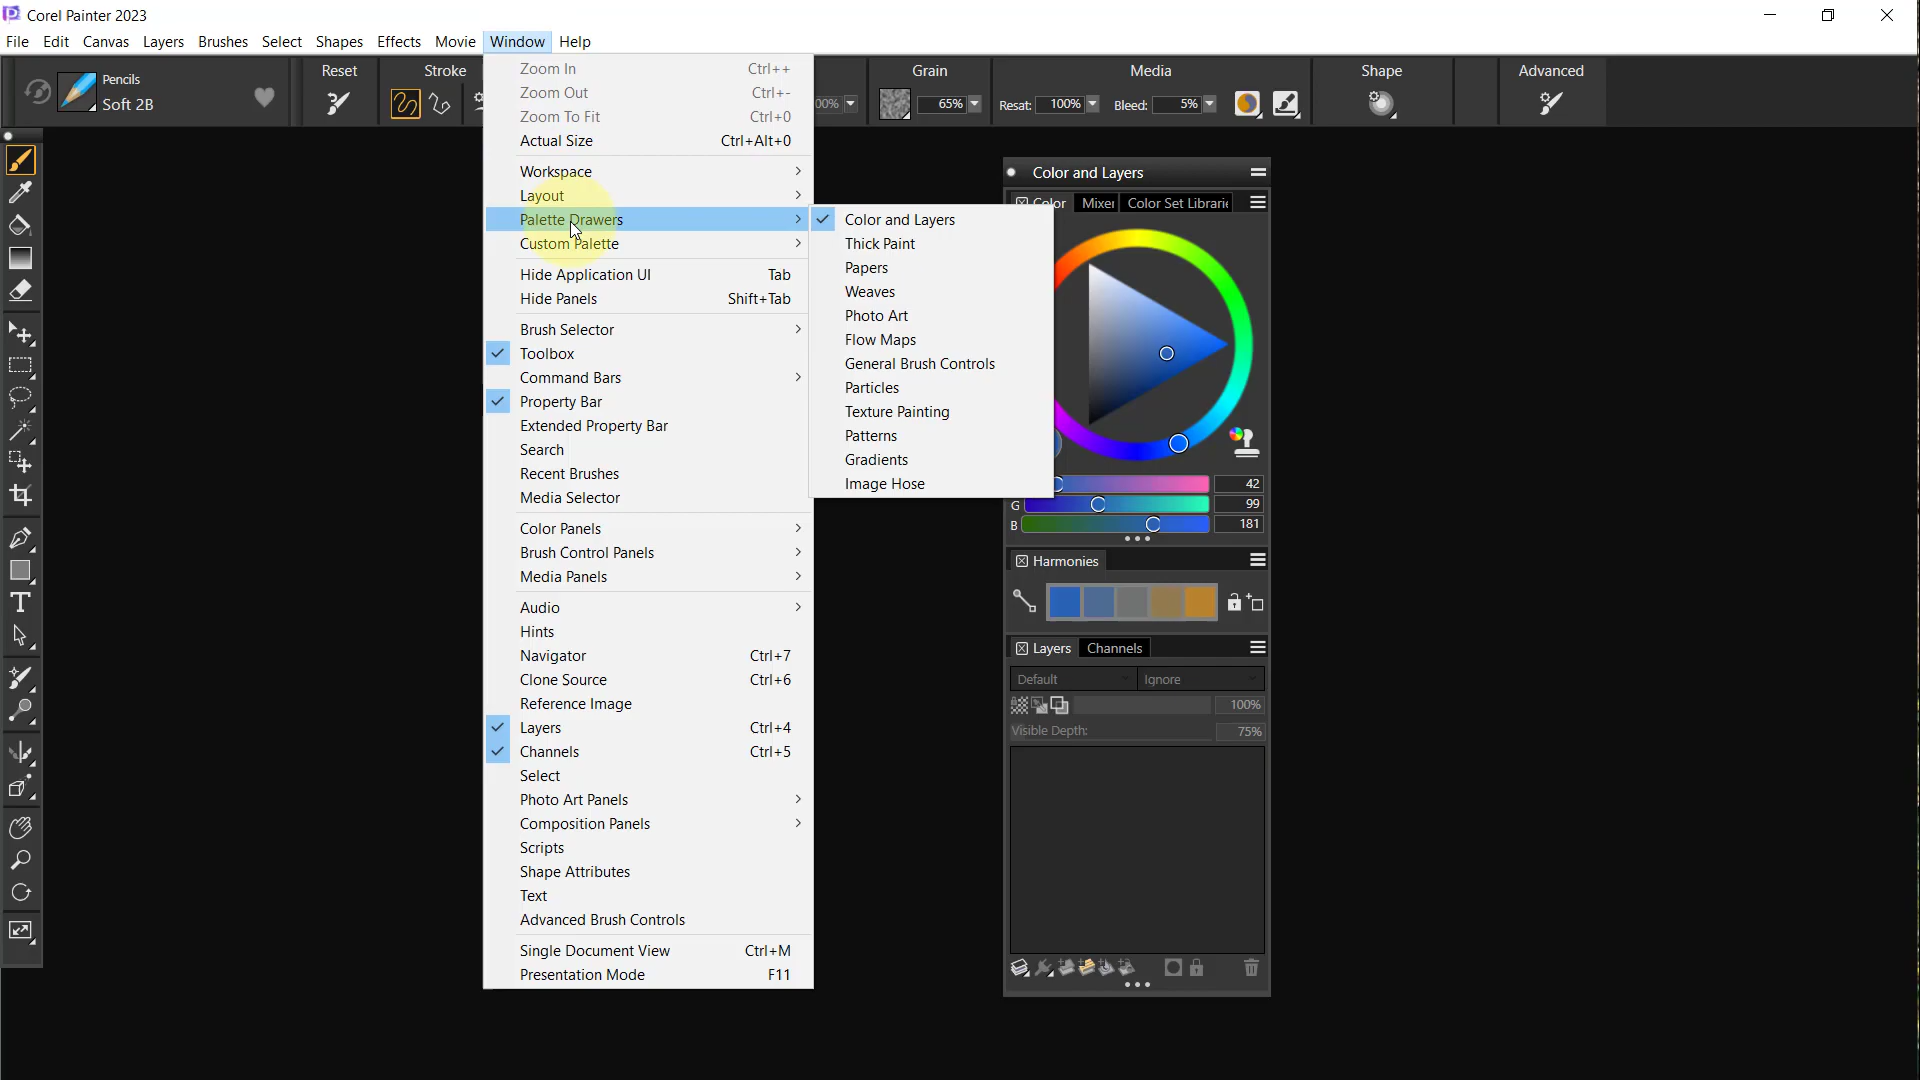 Corel Painter 2023
File Edit Canvas Layers Brushes Select Shapes Effects Movie Window Help
Pencils
Soft 2B
Reset
Stroke
Grain
65%
Media
Resat: 100% Bleed: 5%
Shape
Advanced
Zoom In Ctrl++
Zoom Out Ctrl+-
Zoom To Fit Ctrl+0
Actual Size Ctrl+Alt+0
Workspace
Layout
Palette Drawers
Custom Palette
Hide Application UI Tab
Hide Panels Shift+Tab
Brush Selector
Toolbox
Command Bars
Property Bar
Extended Property Bar
Search
Recent Brushes
Media Selector
Color Panels
Brush Control Panels
Media Panels
Audio
Hints
Navigator Ctrl+7
Clone Source Ctrl+6
Reference Image
Layers Ctrl+4
Channels Ctrl+5
Select
Photo Art Panels
Composition Panels
Scripts
Shape Attributes
Text
Advanced Brush Controls
Single Document View Ctrl+M
Presentation Mode F11
Color and Layers
Thick Paint
Papers
Weaves
Photo Art
Flow Maps
General Brush Controls
Particles
Texture Painting
Patterns
Gradients
Image Hose
Color and Layers
Color Mixer Color Set Librari
42
G 99
B 181
Harmonies
Layers Channels
Default Ignore
100%
Visible Depth: 75%